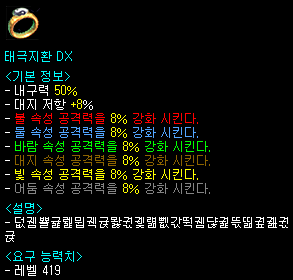 태극지환 DX
<기본 정보>
- 내구력 50%
- 대지 저항 +8%
- 불 속성 공격력을 8% 강화 시킨다.
- 물 속성 공격력을 8% 강화 시킨다.
- 바람 속성 공격력을 8% 강화 시킨다.
- 대지 속성 공격력을 8% 강화 시킨다.
- 빛 속성 공격력을 8% 강화 시킨다.
- 어둠 속성 공격력을 8% 강화 시킨다.
<설명>
<요구 능력치>
- 레벨 419